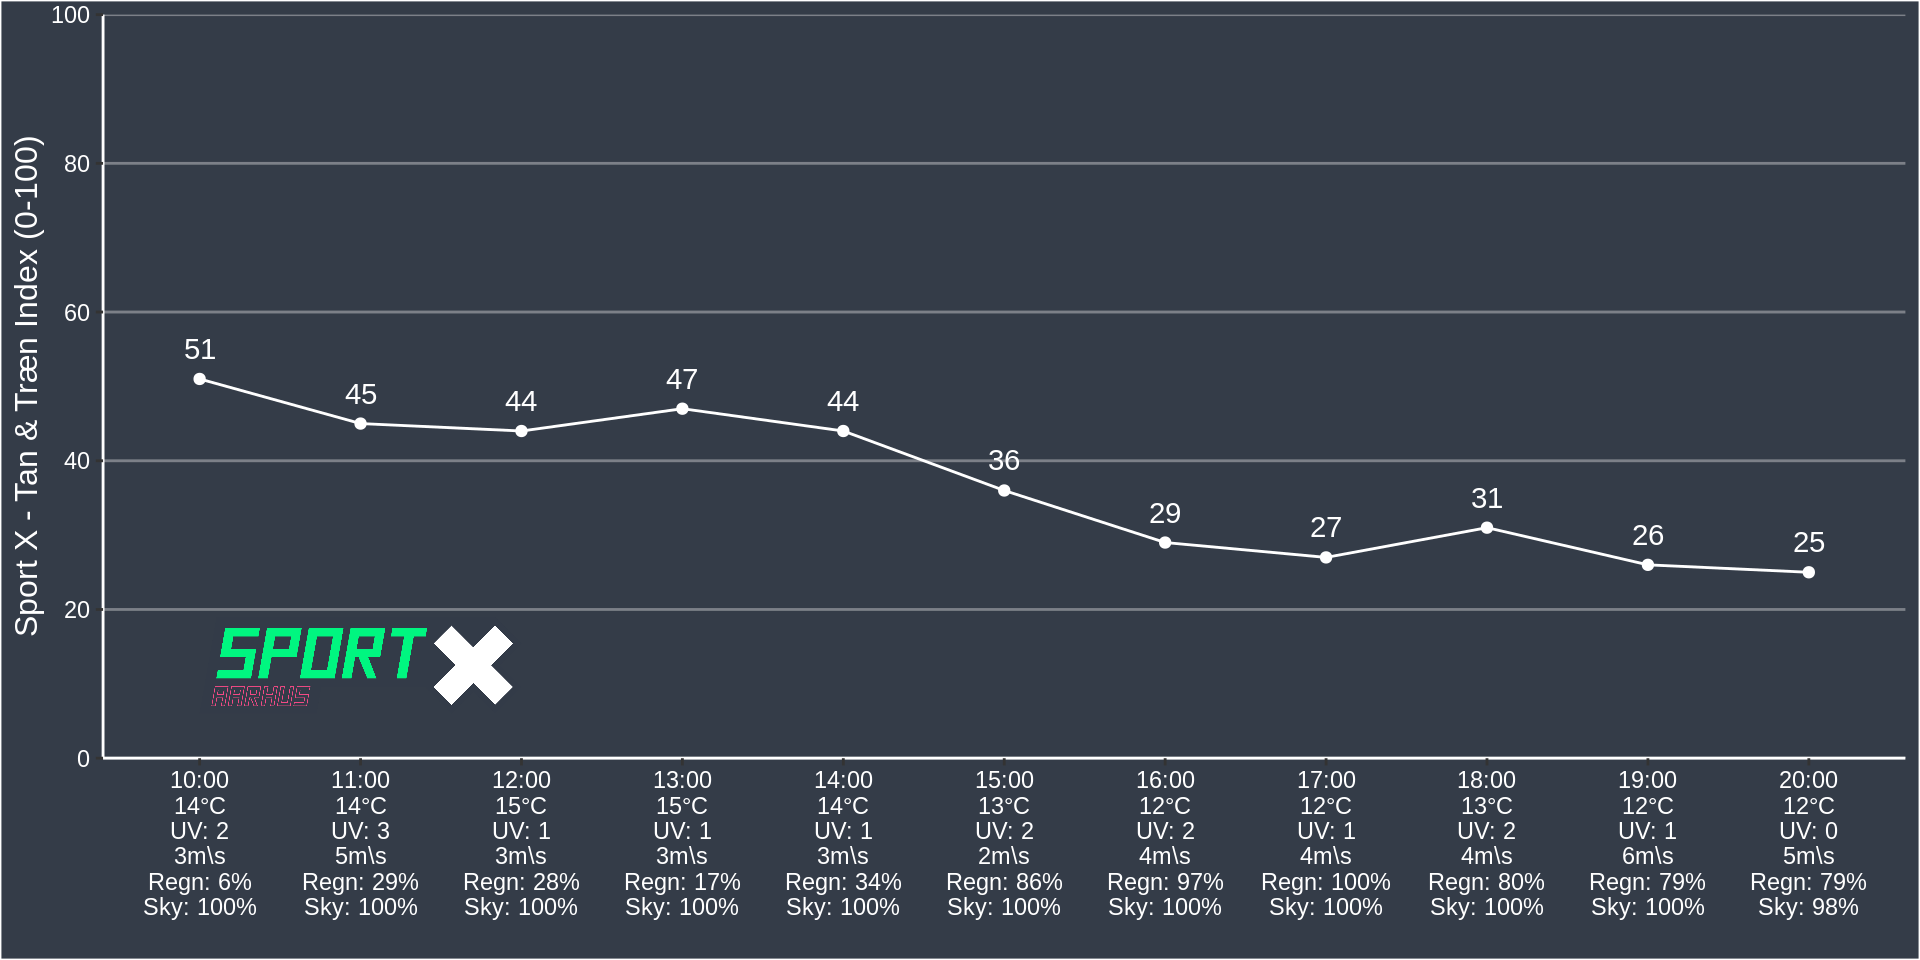 Sport X - Tan & Træn Index (0-100)
100
80
60
40
20
0
51
45
44
47
44
36
29
27
31
26
25
SPORT X
AARHUS
10:00
14°C
UV: 2
3m\s
Regn: 6%
Sky: 100%
11:00
14°C
UV: 3
5m\s
Regn: 29%
Sky: 100%
12:00
15°C
UV: 1
3m\s
Regn: 28%
Sky: 100%
13:00
15°C
UV: 1
3m\s
Regn: 17%
Sky: 100%
14:00
14°C
UV: 1
3m\s
Regn: 34%
Sky: 100%
15:00
13°C
UV: 2
2m\s
Regn: 86%
Sky: 100%
16:00
12°C
UV: 2
4m\s
Regn: 97%
Sky: 100%
17:00
12°C
UV: 1
4m\s
Regn: 100%
Sky: 100%
18:00
13°C
UV: 2
4m\s
Regn: 80%
Sky: 100%
19:00
12°C
UV: 1
6m\s
Regn: 79%
Sky: 100%
20:00
12°C
UV: 0
5m\s
Regn: 79%
Sky: 98%